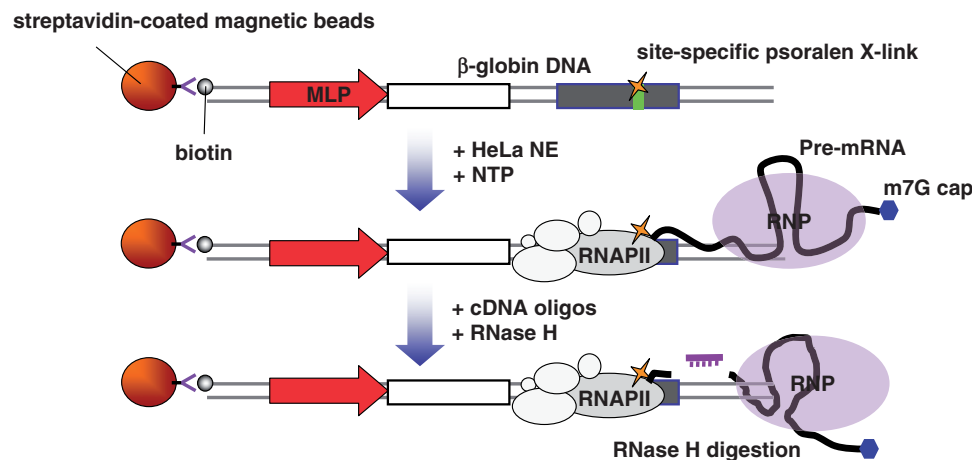 streptavidin-coated magnetic beads
site-specific psoralen X-link
β-globin DNA
MLP
biotin
+ HeLa NE
+ NTP
Pre-mRNA
m7G cap
RNP
RNAPII
+ cDNA oligos
+ RNase H
RNP
RNAPII
RNase H digestion